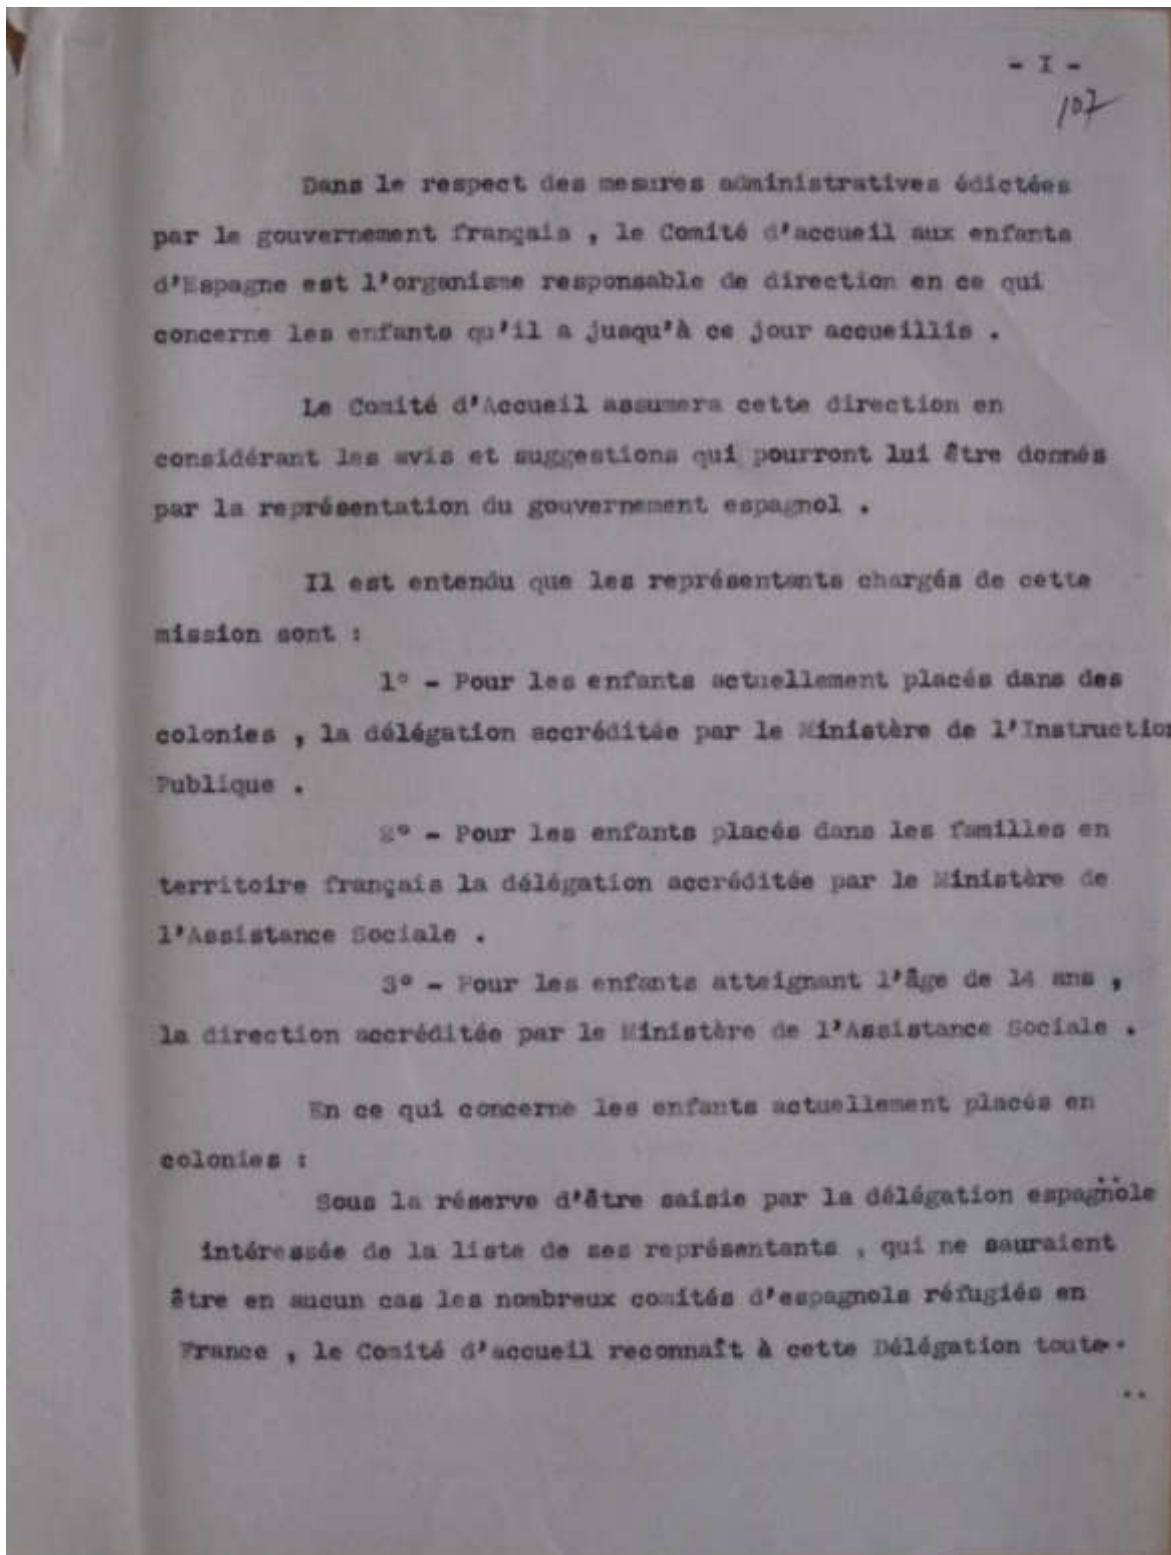 - I -
107
Dans le respect des mesures administratives édictées
par le gouvernement français , le Comité d'accueil aux enfants
d'Espagne est l'organisme responsable de direction en ce qui
concerne les enfants qu'il a jusqu'à ce jour accueillis .
Le Comité d'Accueil assumera cette direction en
considérant les avis et suggestions qui pourront lui être donnés
par la représentation du gouvernement espagnol .
Il est entendu que les représentants chargés de cette
mission sont :
1° - Pour les enfants actuellement placés dans des
colonies , la délégation accréditée par le Ministère de l'Instruction
Publique .
2° - Pour les enfants placés dans les familles en
territoire français la délégation accréditée par le Ministère de
l'Assistance Sociale .
3° - Pour les enfants atteignant l'âge de 14 ans ,
la direction accréditée par le Ministère de l'Assistance Sociale .
En ce qui concerne les enfants actuellement placés en
colonies :
Sous la réserve d'être saisie par la délégation espagnole
intéressée de la liste de ses représentants , qui ne sauraient
être en aucun cas les nombreux comités d'espagnols réfugiés en
France , le Comité d'accueil reconnaît à cette Délégation toute..
..